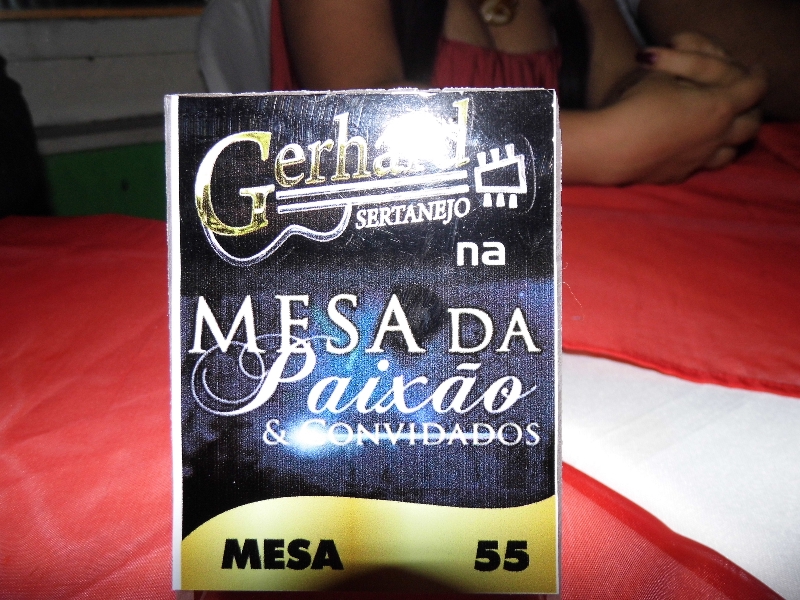 Gerhard
SERTANEJO
na
MESA DA
Paixão
& CONVIDADOS
MESA 55